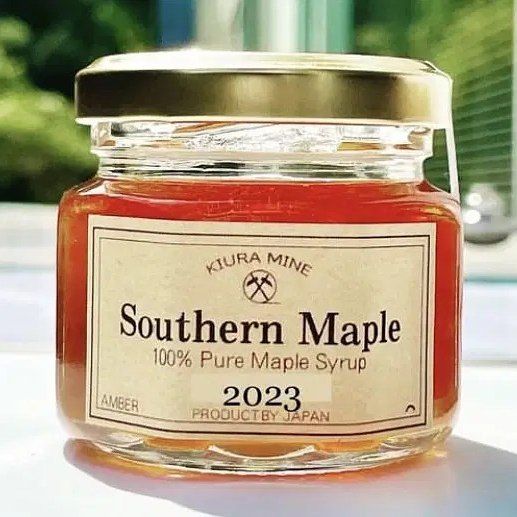 KIURA MINE
Southern Maple
100% Pure Maple Syrup
2023
AMBER
PRODUCT BY JAPAN